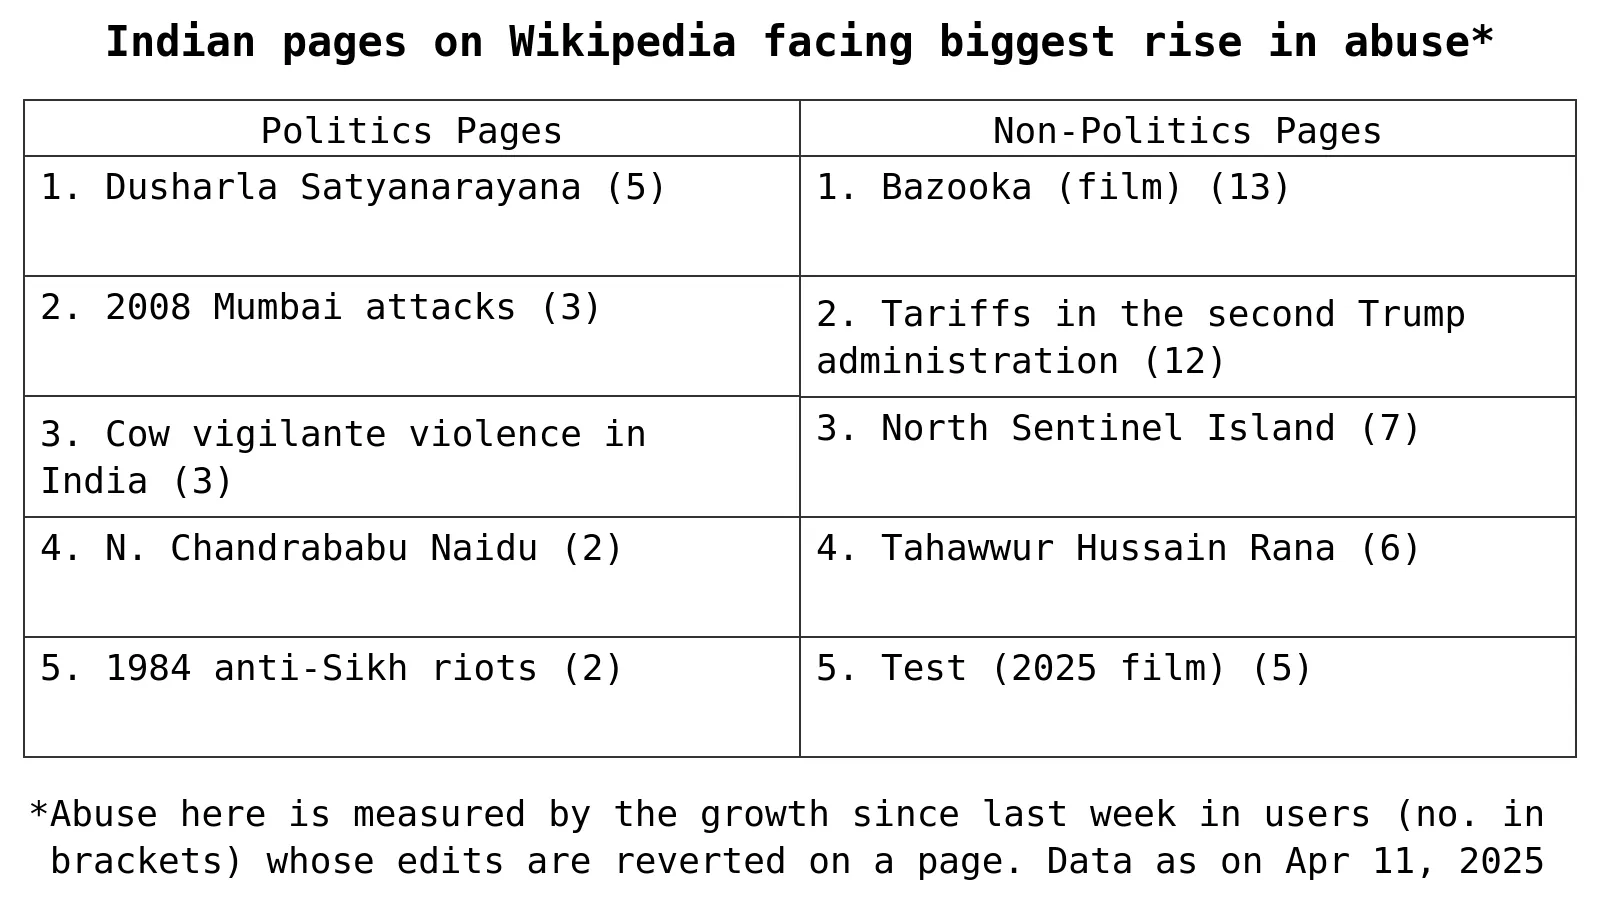 Indian pages on Wikipedia facing biggest rise in abuse*
Politics Pages
Non-Politics Pages
1. Dusharla Satyanarayana (5)
1. Bazooka (film) (13)
2. 2008 Mumbai attacks (3)
2. Tariffs in the second Trump
administration (12)
3. Cow vigilante violence in
India (3)
3. North Sentinel Island (7)
4. N. Chandrababu Naidu (2)
4. Tahawwur Hussain Rana (6)
5. 1984 anti-Sikh riots (2)
5. Test (2025 film) (5)
*Abuse here is measured by the growth since last week in users (no. in
brackets) whose edits are reverted on a page. Data as on Apr 11, 2025